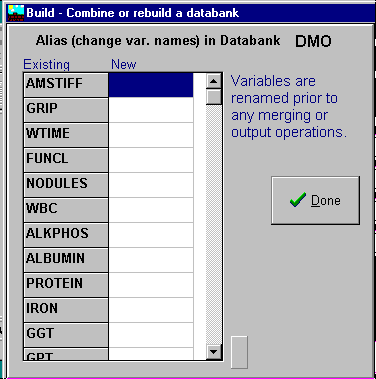 Build - Combine or rebuild a databank
Alias (change var. names) in Databank DMO
Existing New
AMSTIFF
GRIP
WTIME
FUNCL
NODULES
WBC
ALKPHOS
ALBUMIN
PROTEIN
IRON
GGT
GPT
Variables are
renamed prior to
any merging or
output operations.
Done